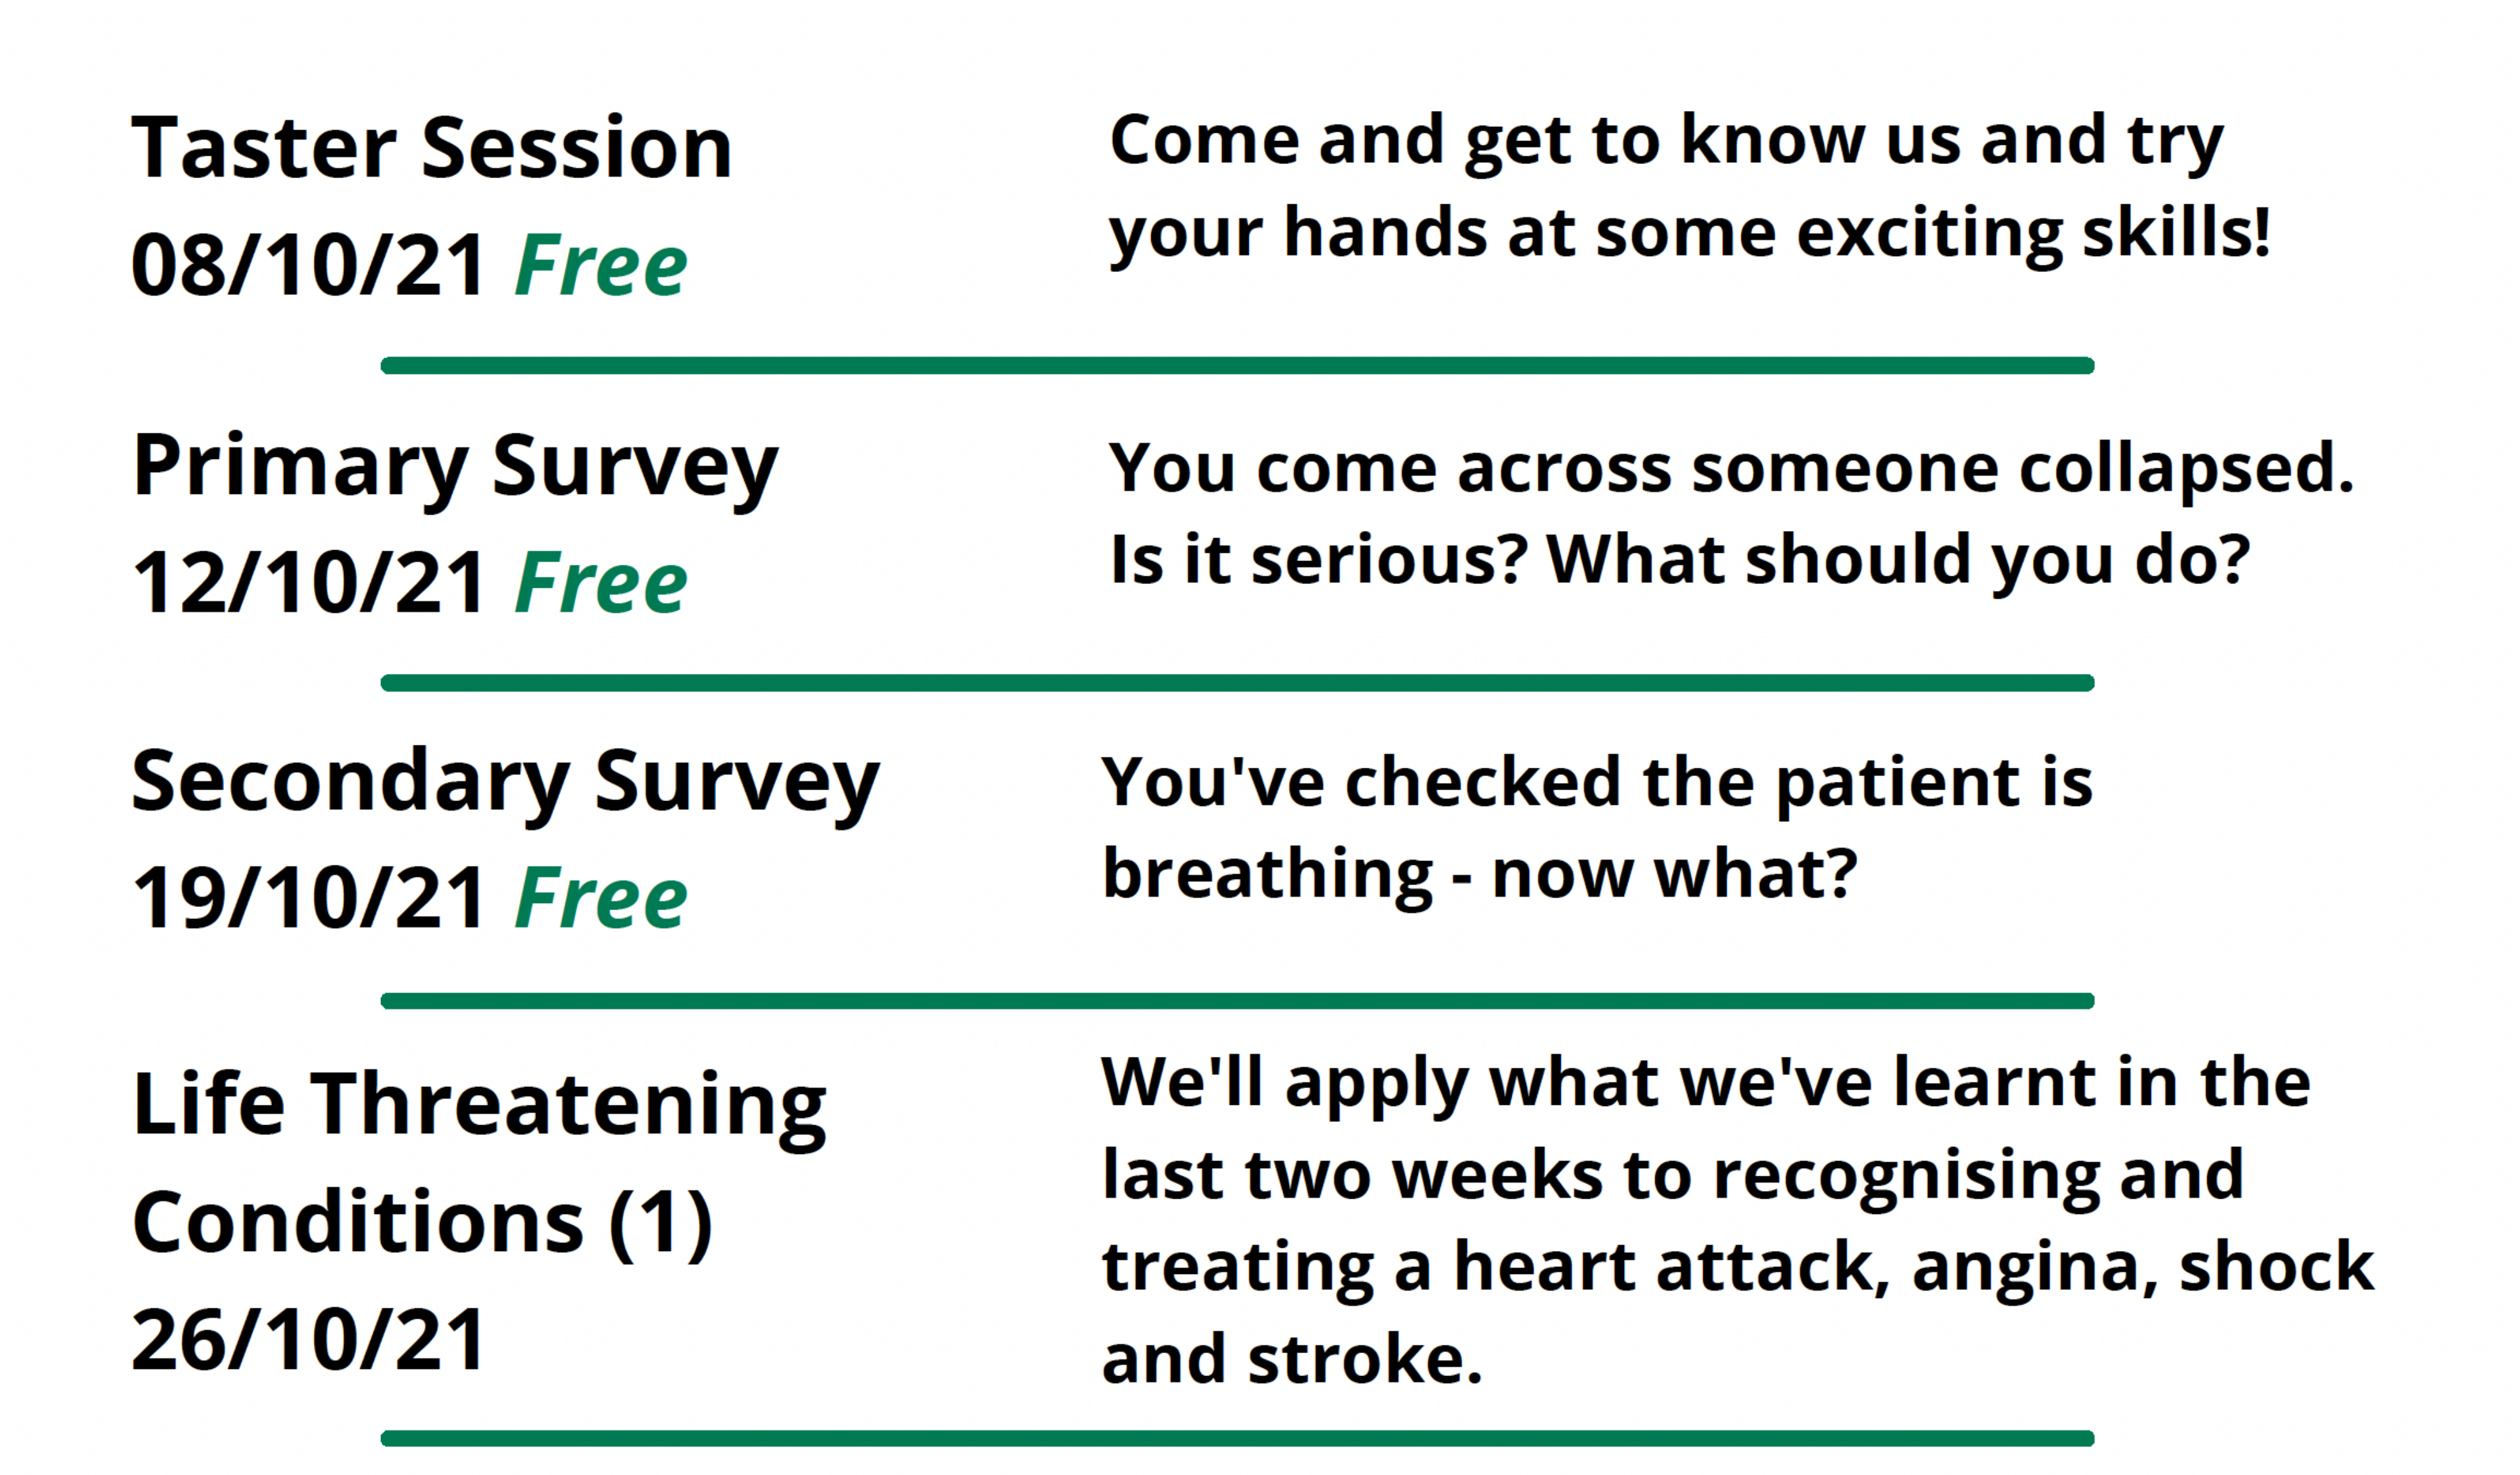 Taster Session
08/10/21 Free
Come and get to know us and try
your hands at some exciting skills!
Primary Survey
12/10/21 Free
You come across someone collapsed.
Is it serious? What should you do?
Secondary Survey
19/10/21 Free
You've checked the patient is
breathing - now what?
Life Threatening
Conditions (1)
26/10/21
We'll apply what we've learnt in the
last two weeks to recognising and
treating a heart attack, angina, shock
and stroke.